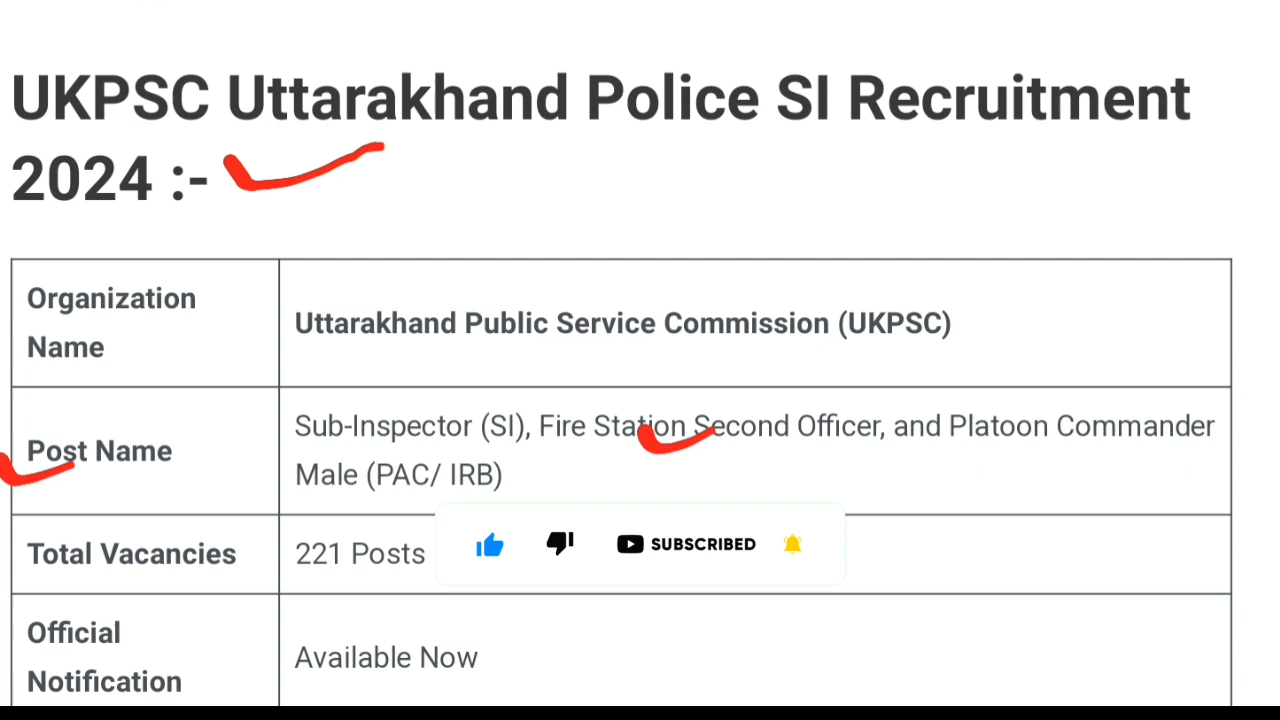 UKPSC Uttarakhand Police SI Recruitment
2024 :-
Organization
Name
Uttarakhand Public Service Commission (UKPSC)
Post Name
Sub-Inspector (SI), Fire Station Second Officer, and Platoon Commander
Male (PAC/ IRB)
Total Vacancies
221 Posts
SUBSCRIBED
Official
Notification
Available Now